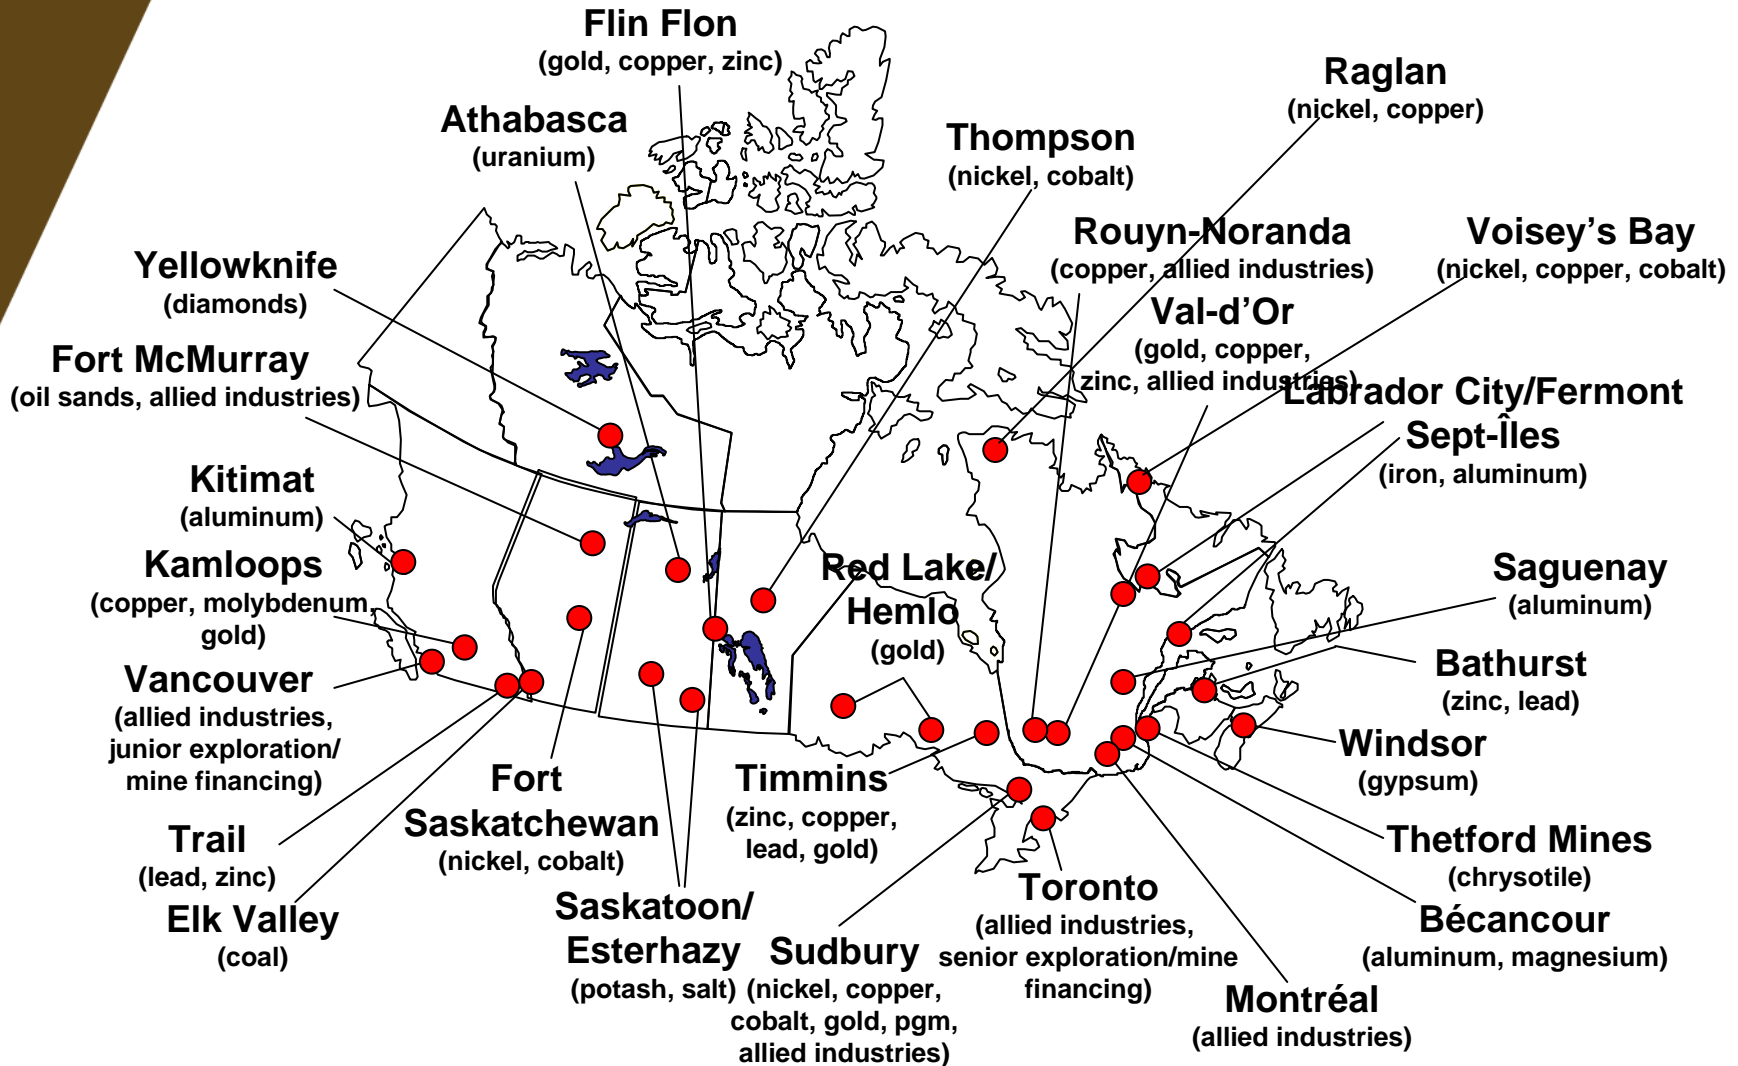 Flin Flon
(gold, copper, zinc)
Raglan
(nickel, copper)
Athabasca
(uranium)
Thompson
(nickel, cobalt)
Rouyn-Noranda
(copper, allied industries)
Voisey’s Bay
(nickel, copper, cobalt)
Yellowknife
(diamonds)
Val-d’Or
(gold, copper,
zinc, allied industries)
Fort McMurray
(oil sands, allied industries)
Labrador City/Fermont
Sept-Îles
(iron, aluminum)
Kitimat
(aluminum)
Kamloops
(copper, molybdenum,
gold)
Red Lake/
Hemlo
(gold)
Saguenay
(aluminum)
Vancouver
(allied industries,
junior exploration/
mine financing)
Bathurst
(zinc, lead)
Windsor
(gypsum)
Fort
Saskatchewan
(nickel, cobalt)
Timmins
(zinc, copper,
lead, gold)
Trail
(lead, zinc)
Thetford Mines
(chrysotile)
Elk Valley
(coal)
Saskatoon/
Esterhazy
(potash, salt)
Sudbury
(nickel, copper,
cobalt, gold, pgm,
allied industries)
Toronto
(allied industries,
senior exploration/mine
financing)
Bécancour
(aluminum, magnesium)
Montréal
(allied industries)